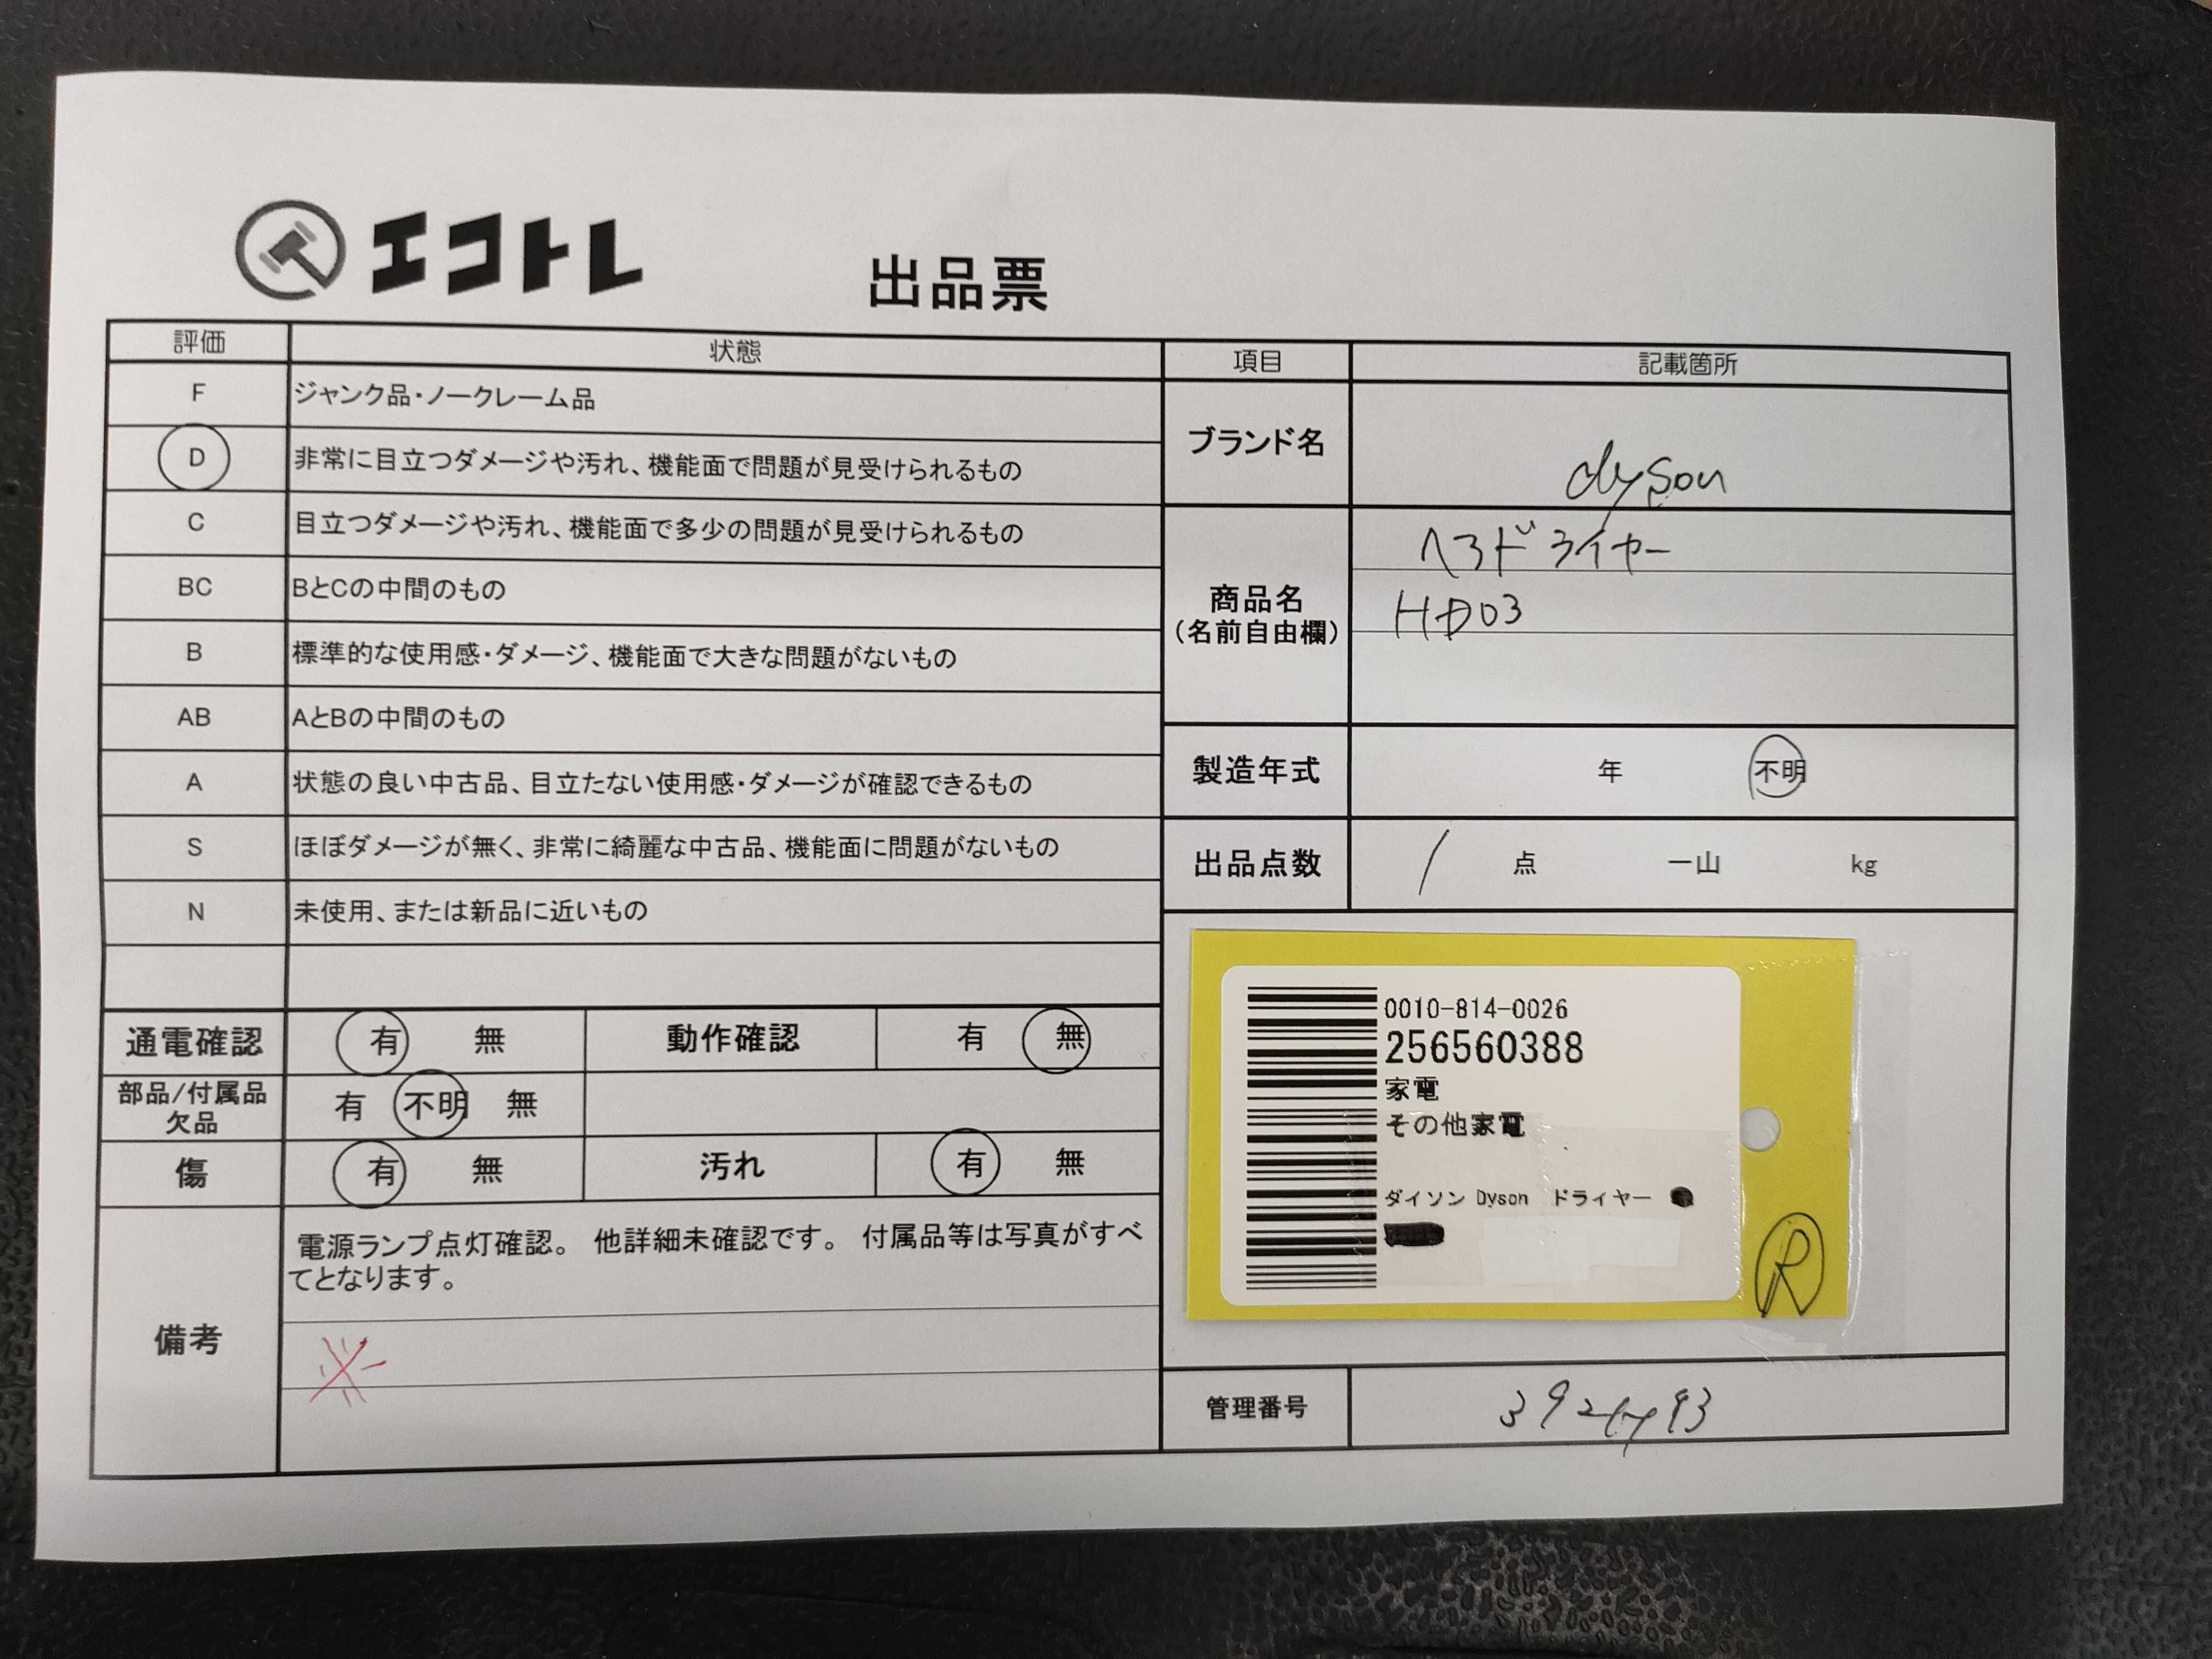 エコトレ
出品票
評価 状態
F ジャンク品・ノークレーム品
D 非常に目立つダメージや汚れ、機能面で問題が見受けられるもの
C 目立つダメージや汚れ、機能面で多少の問題が見受けられるもの
BC BとCの中間のもの
B 標準的な使用感・ダメージ、機能面で大きな問題がないもの
AB AとBの中間のもの
A 状態の良い中古品、目立たない使用感・ダメージが確認できるもの
S ほぼダメージが無く、非常に綺麗な中古品、機能面に問題がないもの
N 未使用、または新品に近いもの
通電確認 有 無 動作確認 有 無
部品/付属品
欠品
有 不明 無
傷 有 無 汚れ 有 無
備考
電源ランプ点灯確認。 他詳細未確認です。 付属品等は写真がすべ
てとなります。
※
項目 記載箇所
ブランド名 dyson
商品名
(名前自由欄)
ヘアドライヤー
HD03
製造年式 年 不明
出品点数 1 点 一山 kg
0010-814-0026
256560388
家電
その他家電
ダイソン Dyson ドライヤー
R
管理番号